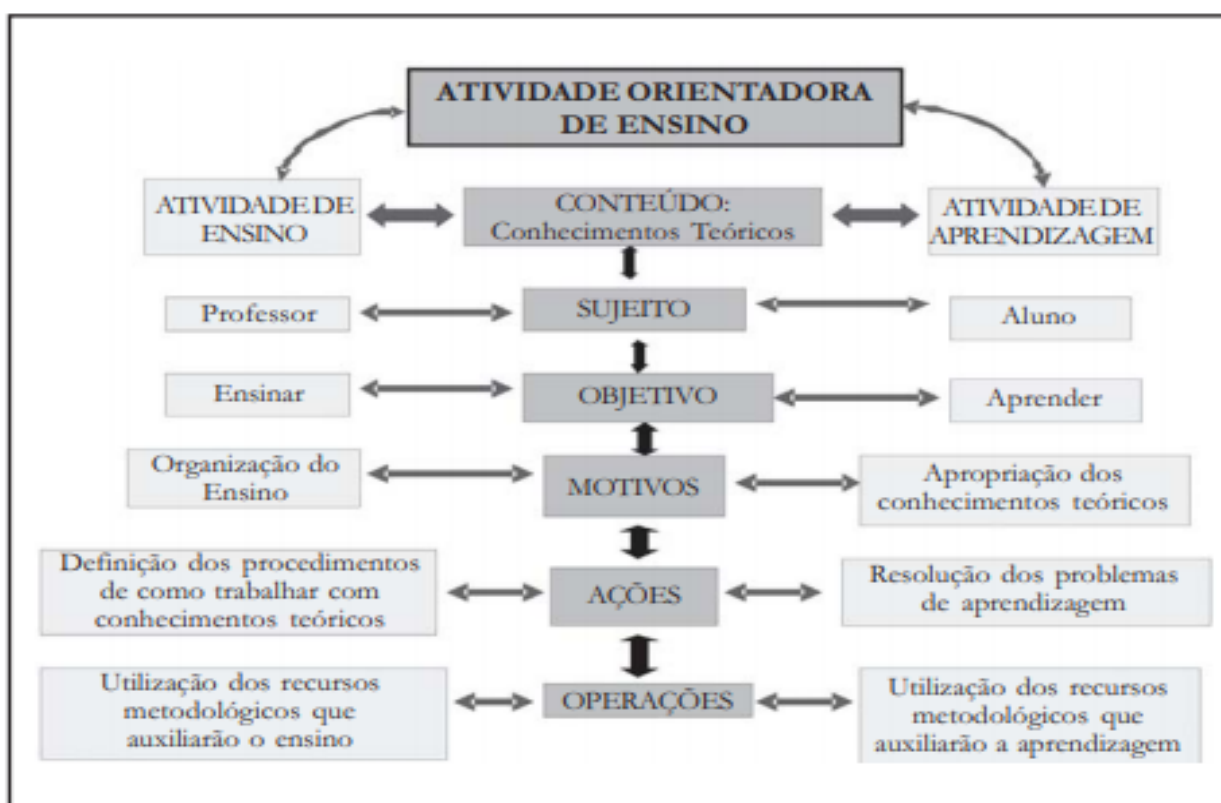 ATIVIDADE ORIENTADORA
DE ENSINO
ATIVIDADE DE
ENSINO
CONTEÚDO:
Conhecimentos Teóricos
ATIVIDADE DE
APRENDIZAGEM
Professor
SUJEITO
Aluno
Ensinar
OBJETIVO
Aprender
Organização do
Ensino
MOTIVOS
Apropriação dos
conhecimentos teóricos
Definição dos procedimentos
de como trabalhar com
conhecimentos teóricos
AÇÕES
Resolução dos problemas
de aprendizagem
Utilização dos recursos
metodológicos que
auxiliarão o ensino
OPERAÇÕES
Utilização dos recursos
metodológicos que
auxiliarão a aprendizagem